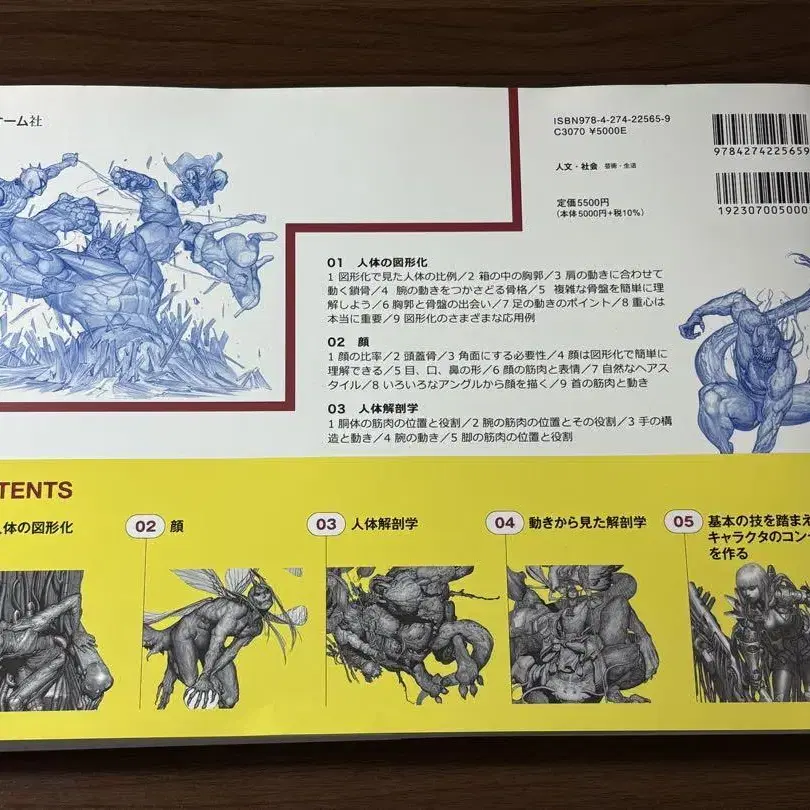 ーム社
ISBN978-4-274-22565-9
C3070 ¥5000E
人文・社会 芸術・生活
定価5500円
(本体5000円+税10%)
9784274225659
192307005000
01 人体の図形化
1 図形化で見た人体の比例/2 箱の中の胸郭/3 肩の動きに合わせて
動く鎖骨/4 腕の動きをつかさどる骨格/5 複雑な骨盤を簡単に理
解しよう/6 胸郭と骨盤の出会い/7 足の動きのポイント/8 重心は
本当に重要/9 図形化のさまざまな応用例
02 顔
1 顔の比率/2 頭蓋骨/3 角面にする必要性/4 顔は図形化で簡単に
理解できる/5 目、口、鼻の形/6 顔の筋肉と表情/7 自然なヘアス
タイル/8 いろいろなアングルから顔を描く/9 首の筋肉と動き
03 人体解剖学
1 胴体の筋肉の位置と役割/2 腕の筋肉の位置とその役割/3 手の構
造と動き/4 腕の動き/5 脚の筋肉の位置と役割
TENTS
体の図形化
02 顔
03 人体解剖学
04 動きから見た解剖学
05 基本の技を踏まえ
キャラクタのコン
を作る